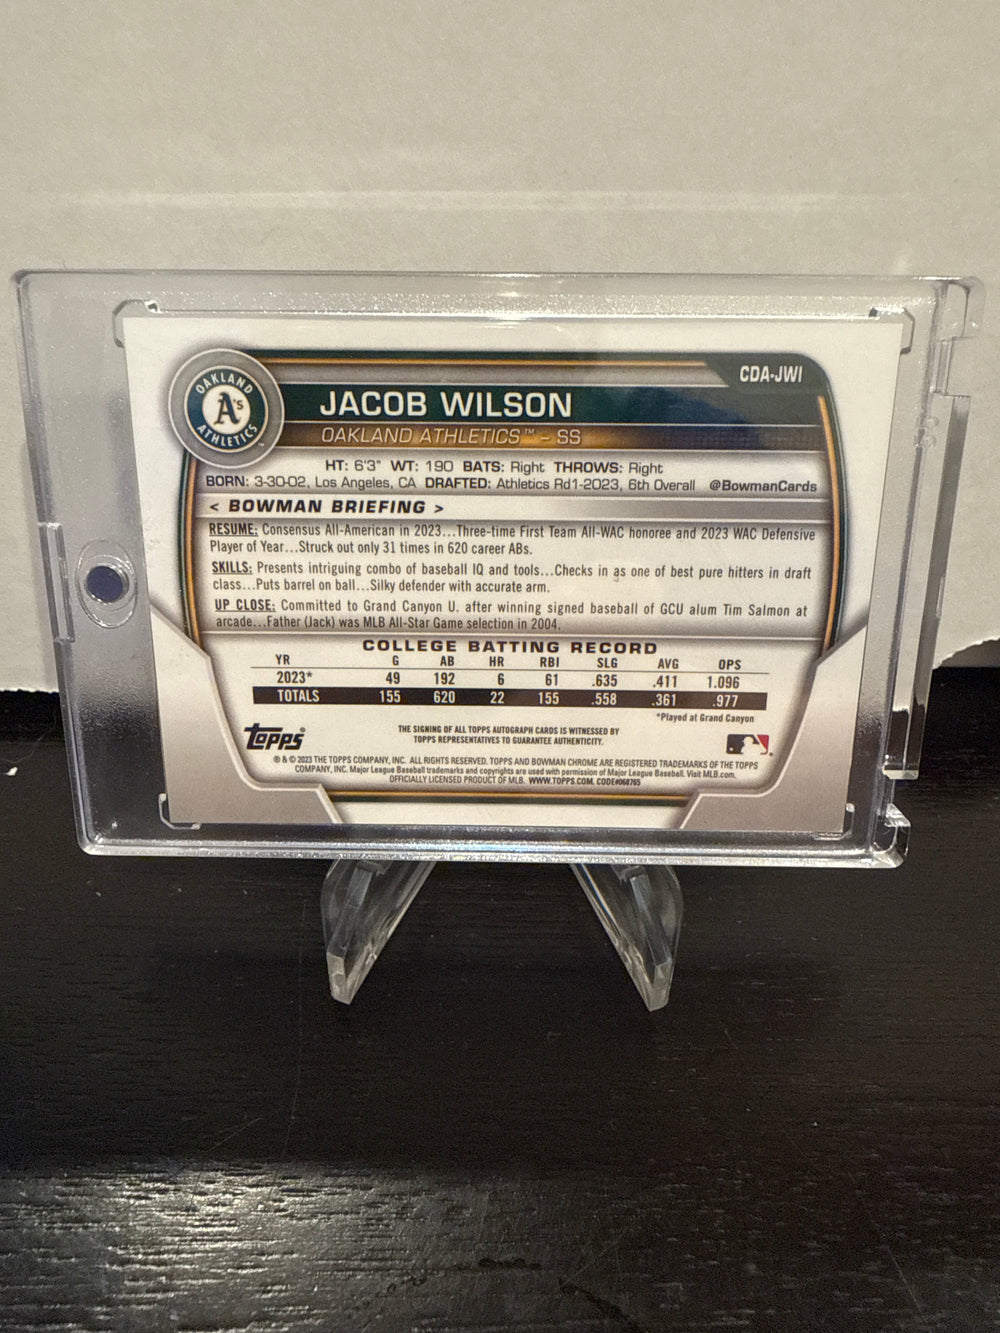 CDA-JWI
OAKLAND
A's
ATHLETICS
JACOB WILSON
OAKLAND ATHLETICS™ – SS
HT: 6'3" WT: 190 BATS: Right THROWS: Right
BORN: 3-30-02, Los Angeles, CA DRAFTED: Athletics Rd1-2023, 6th Overall @BowmanCards
< BOWMAN BRIEFING >
RESUME: Consensus All-American in 2023...Three-time First Team All-WAC honoree and 2023 WAC Defensive
Player of Year...Struck out only 31 times in 620 career ABs.
SKILLS: Presents intriguing combo of baseball IQ and tools...Checks in as one of best pure hitters in draft
class...Puts barrel on ball...Silky defender with accurate arm.
UP CLOSE: Committed to Grand Canyon U. after winning signed baseball of GCU alum Tim Salmon at
arcade...Father (Jack) was MLB All-Star Game selection in 2004.
COLLEGE BATTING RECORD
YR G AB HR RBI SLG AVG OPS
2023* 49 192 6 61 .635 .411 1.096
TOTALS 155 620 22 155 .558 .361 .977
*Played at Grand Canyon
Topps
THE SIGNING OF ALL TOPPS AUTOGRAPH CARDS IS WITNESSED BY
TOPPS REPRESENTATIVES TO GUARANTEE AUTHENTICITY.
® & © 2023 THE TOPPS COMPANY, INC. ALL RIGHTS RESERVED. TOPPS AND BOWMAN CHROME ARE REGISTERED TRADEMARKS OF THE TOPPS
COMPANY, INC. Major League Baseball trademarks and copyrights are used with permission of Major League Baseball. Visit MLB.com.
OFFICIALLY LICENSED PRODUCT OF MLB. WWW.TOPPS.COM. CODE#068765